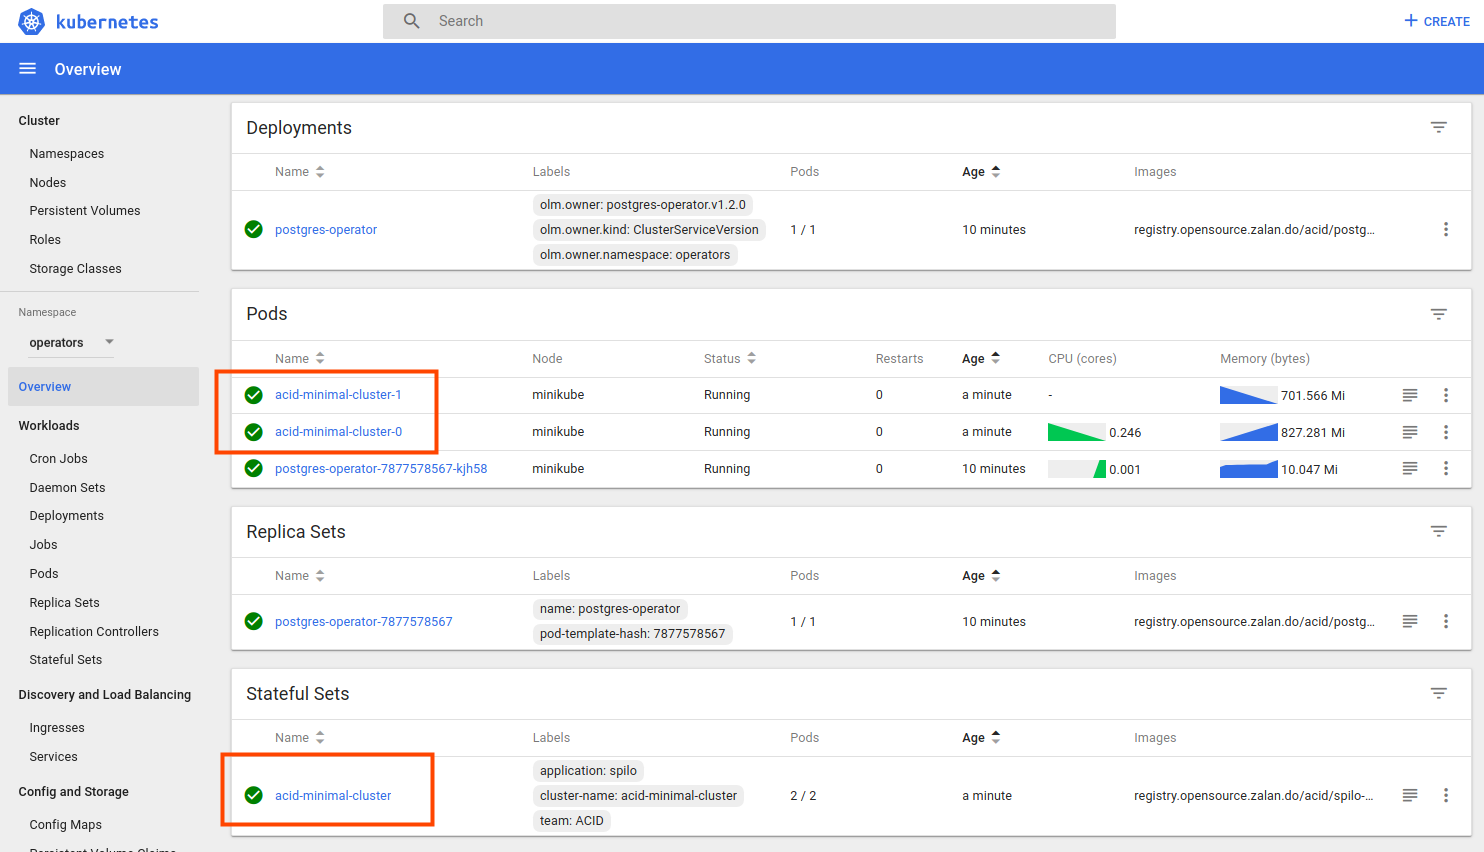 kubernetes
Search
CREATE
Overview
Cluster
Namespaces
Nodes
Persistent Volumes
Roles
Storage Classes
Namespace
operators
Overview
Workloads
Cron Jobs
Daemon Sets
Deployments
Jobs
Pods
Replica Sets
Replication Controllers
Stateful Sets
Discovery and Load Balancing
Ingresses
Services
Config and Storage
Config Maps
Persistent Volume Claims
Deployments
Name Labels Pods Age Images
postgres-operator
olm.owner: postgres-operator.v1.2.0
olm.owner.kind: ClusterServiceVersion
olm.owner.namespace: operators
1 / 1 10 minutes registry.opensource.zalan.do/acid/postg...
Pods
Name Node Status Restarts Age CPU (cores) Memory (bytes)
acid-minimal-cluster-1 minikube Running 0 a minute - 701.566 Mi
acid-minimal-cluster-0 minikube Running 0 a minute 0.246 827.281 Mi
postgres-operator-7877578567-kjh58 minikube Running 0 10 minutes 0.001 10.047 Mi
Replica Sets
Name Labels Pods Age Images
postgres-operator-7877578567
name: postgres-operator
pod-template-hash: 7877578567
1 / 1 10 minutes registry.opensource.zalan.do/acid/postg...
Stateful Sets
Name Labels Pods Age Images
acid-minimal-cluster
application: spilo
cluster-name: acid-minimal-cluster
team: ACID
2 / 2 a minute registry.opensource.zalan.do/acid/spilo-...